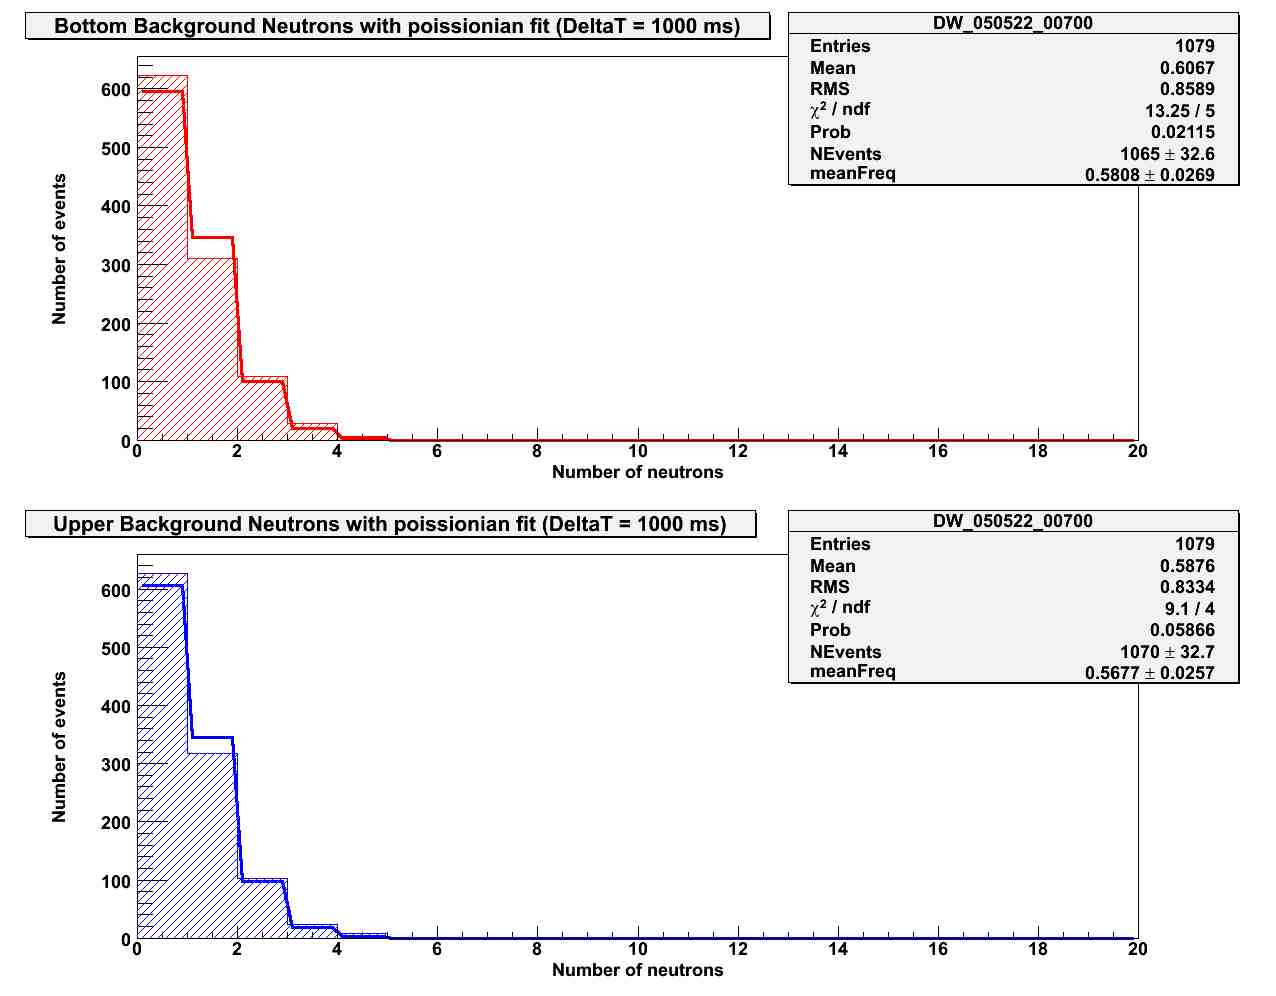 Bottom Background Neutrons with poissionian fit (DeltaT = 1000 ms)
DW_050522_00700
Entries 1079
Mean 0.6067
RMS 0.8589
χ² / ndf 13.25 / 5
Prob 0.02115
NEvents 1065 ± 32.6
meanFreq 0.5808 ± 0.0269
Number of events
600
500
400
300
200
100
0
0 2 4 6 8 10 12 14 16 18 20
Number of neutrons
Upper Background Neutrons with poissionian fit (DeltaT = 1000 ms)
DW_050522_00700
Entries 1079
Mean 0.5876
RMS 0.8334
χ² / ndf 9.1 / 4
Prob 0.05866
NEvents 1070 ± 32.7
meanFreq 0.5677 ± 0.0257
Number of events
600
500
400
300
200
100
0
0 2 4 6 8 10 12 14 16 18 20
Number of neutrons